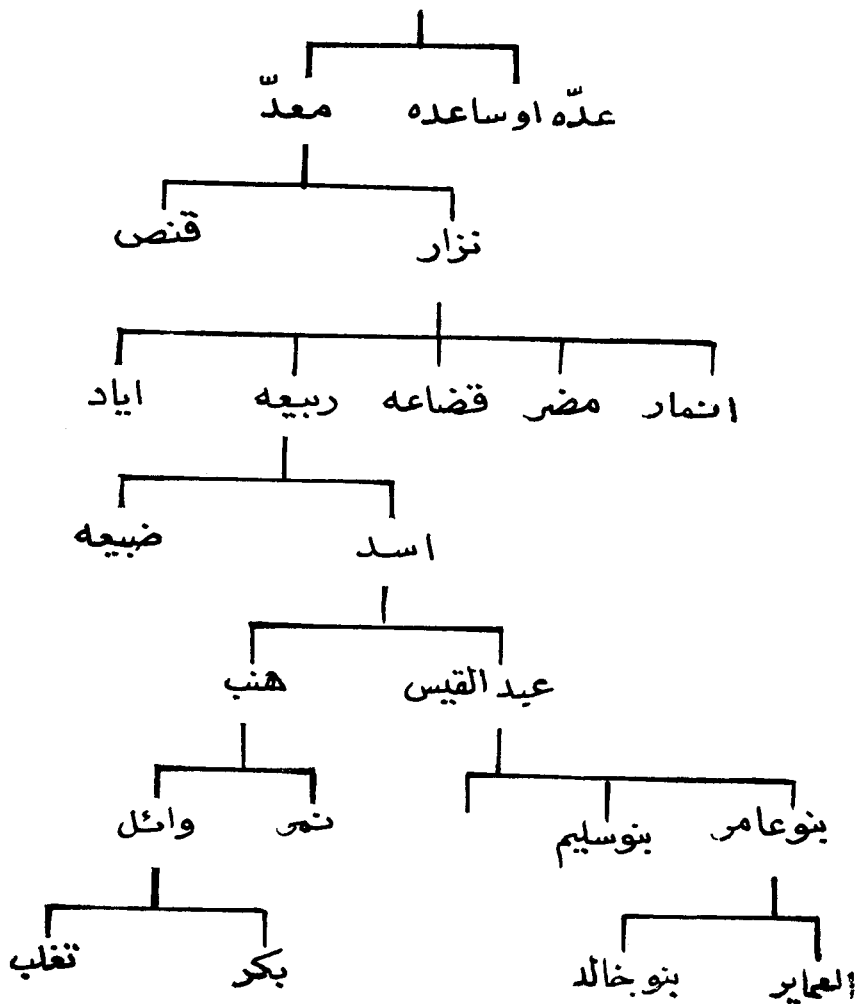 عدّه او ساعده معدّ
نزار قنص
انمار مضر قضاعه ربيعه اياد
اسد ضبيعه
عبد القيس هنب
بنو عامر بنو سليم نمر وائل
العماير بنو خالد بكر تغلب